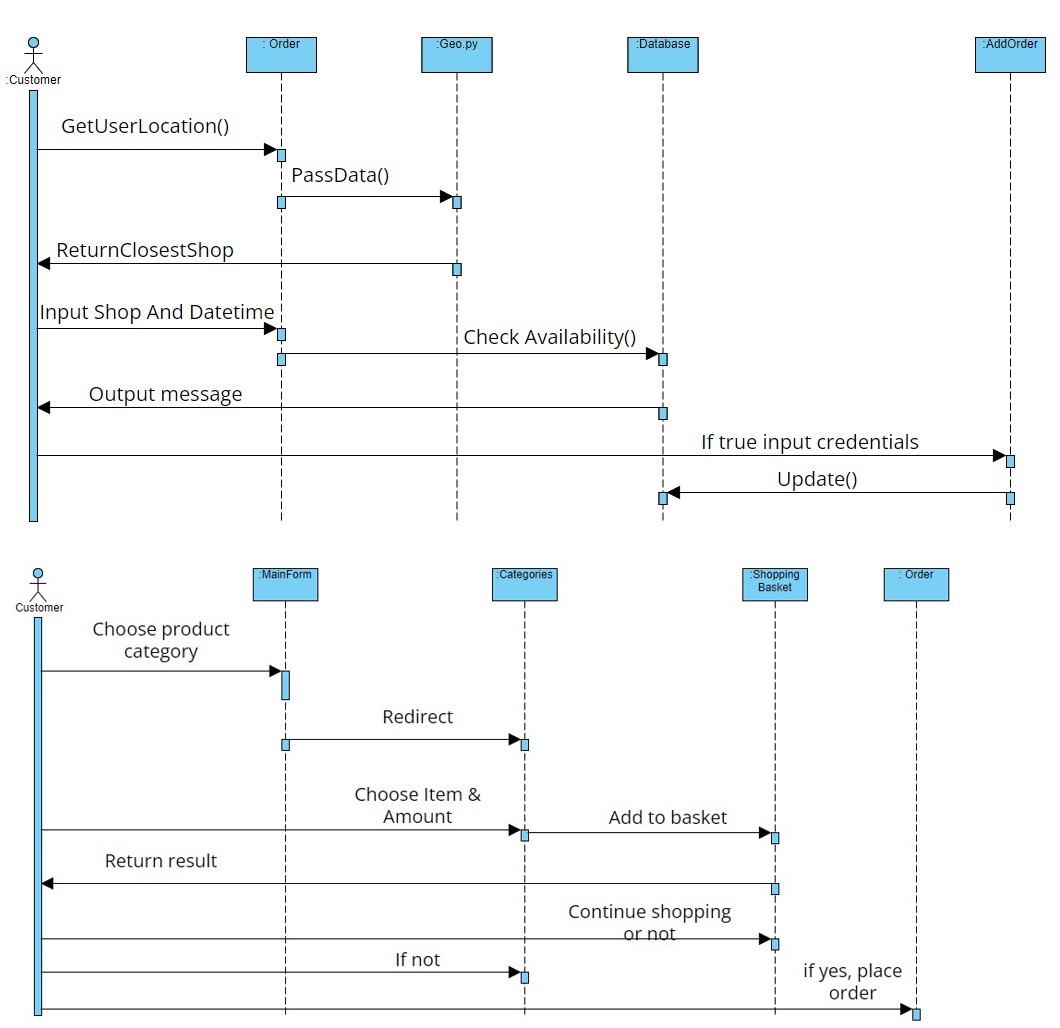 : Order
:Geo.py
:Database
:AddOrder
:Customer
GetUserLocation()
PassData()
ReturnClosestShop
Input Shop And Datetime
Check Availability()
Output message
If true input credentials
Update()
:MainForm
:Categories
:Shopping
Basket
: Order
Customer
Choose product
category
Redirect
Choose Item &
Amount
Add to basket
Return result
Continue shopping
or not
If not
if yes, place
order